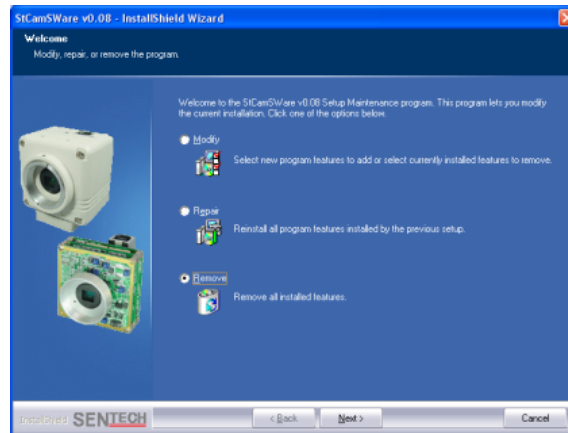 StCamSWare v0.08 - InstallShield Wizard
Welcome
Modify, repair, or remove the program.
Welcome to the StCamSWare v0.08 Setup Maintenance program. This program lets you modify
the current installation. Click one of the options below.
Modify
Select new program features to add or select currently installed features to remove.
Repair
Reinstall all program features installed by the previous setup.
Remove
Remove all installed features.
InstallShield SENTECH
< Back
Next >
Cancel